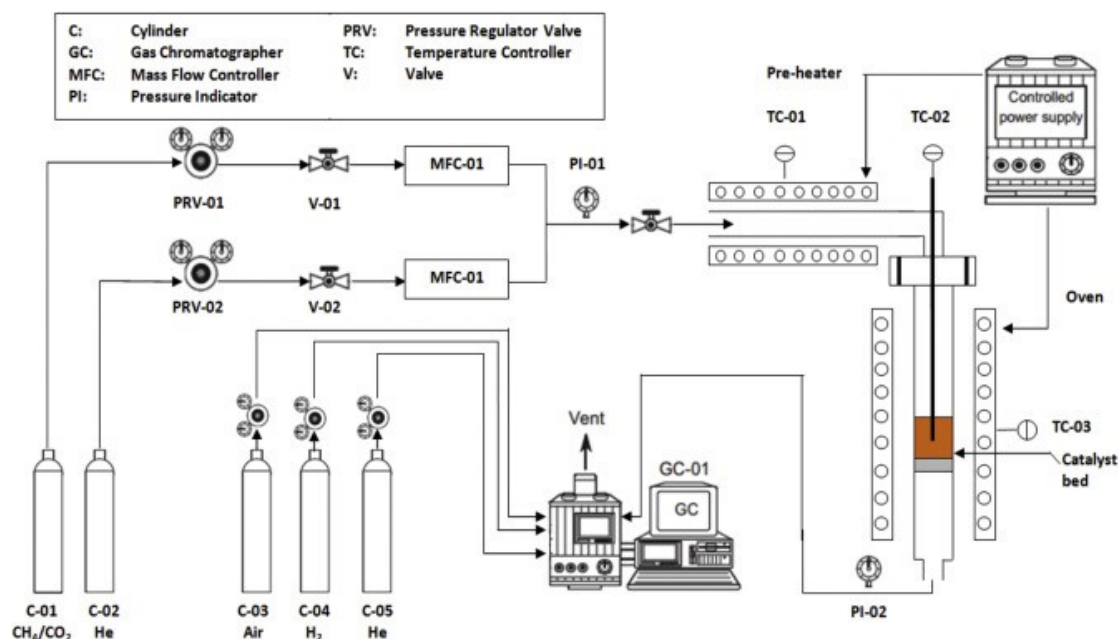 C: Cylinder PRV: Pressure Regulator Valve
GC: Gas Chromatographer TC: Temperature Controller
MFC: Mass Flow Controller V: Valve
PI: Pressure Indicator
Pre-heater
Controlled
power supply
TC-01
TC-02
MFC-01
PI-01
PRV-01
V-01
MFC-01
PRV-02
V-02
Oven
Vent
TC-03
GC-01
Catalyst
bed
GC
PI-02
C-01
CH₄/CO₂
C-02
He
C-03
Air
C-04
H₂
C-05
He